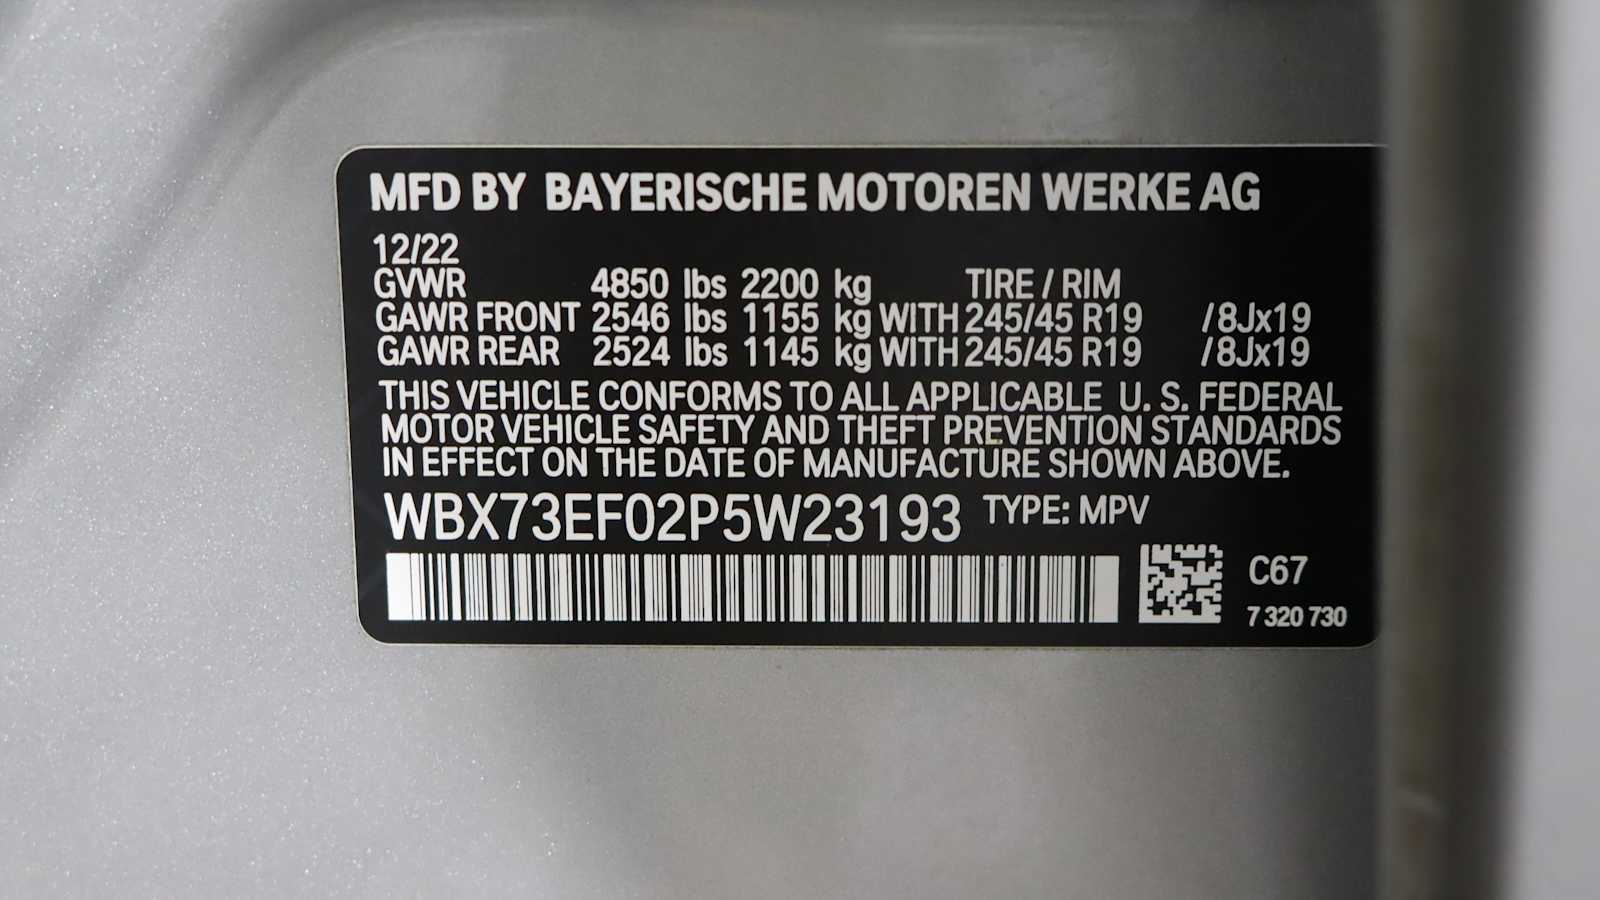 MFD BY BAYERISCHE MOTOREN WERKE AG
12/22
GVWR 4850 lbs 2200 kg TIRE / RIM
GAWR FRONT 2546 lbs 1155 kg WITH 245/45 R19 /8Jx19
GAWR REAR 2524 lbs 1145 kg WITH 245/45 R19 /8Jx19
THIS VEHICLE CONFORMS TO ALL APPLICABLE U. S. FEDERAL
MOTOR VEHICLE SAFETY AND THEFT PREVENTION STANDARDS
IN EFFECT ON THE DATE OF MANUFACTURE SHOWN ABOVE.
WBX73EF02P5W23193 TYPE: MPV
C67
7 320 730